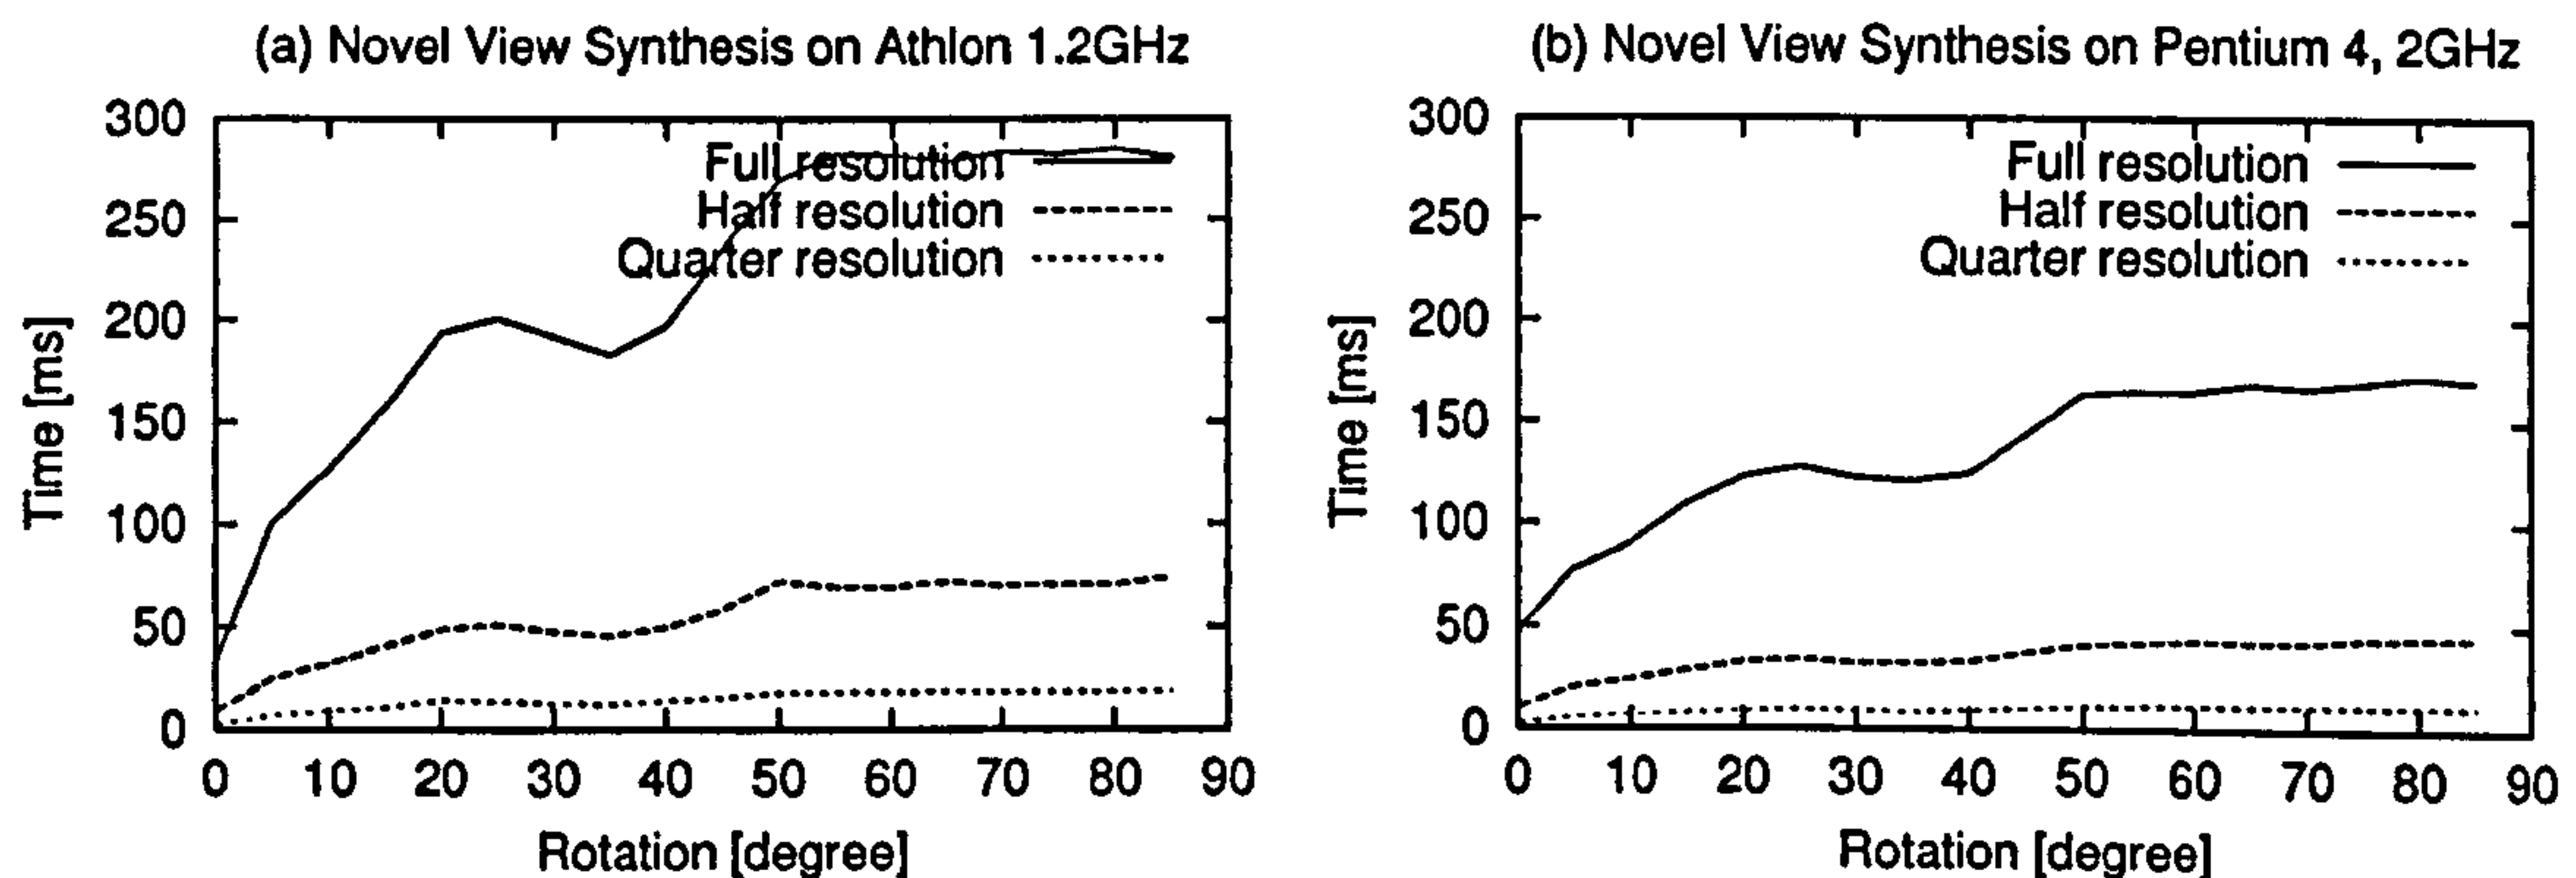 (a) Novel View Synthesis on Athlon 1.2GHz
300
250
200
150
100
50
0
Time [ms]
Full resolution
Half resolution
Quarter resolution
0 10 20 30 40 50 60 70 80 90
Rotation [degree]
(b) Novel View Synthesis on Pentium 4, 2GHz
300
250
200
150
100
50
0
Time [ms]
Full resolution
Half resolution
Quarter resolution
0 10 20 30 40 50 60 70 80 90
Rotation [degree]